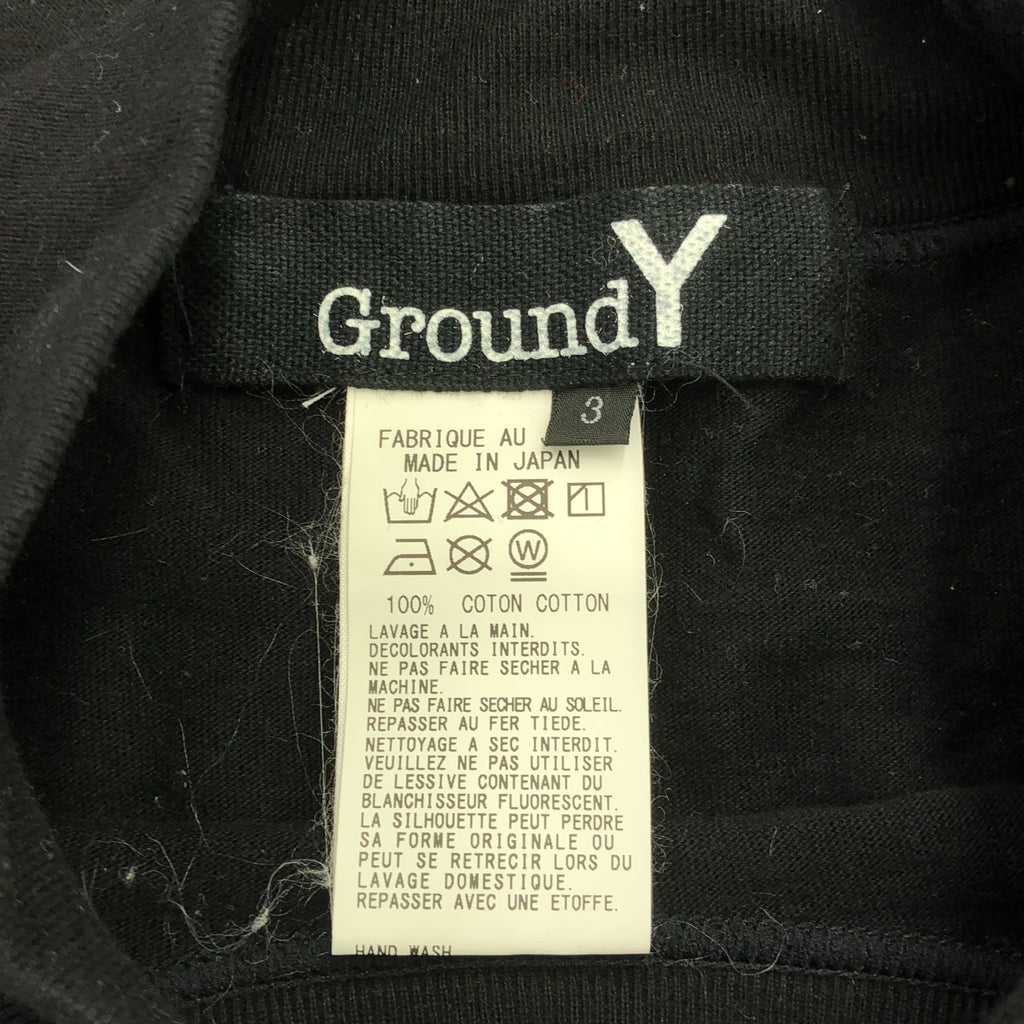 GroundY
3
FABRIQUE AU
MADE IN JAPAN
1
W
100% COTON COTTON
LAVAGE A LA MAIN.
DECOLORANTS INTERDITS.
NE PAS FAIRE SECHER A LA
MACHINE.
NE PAS FAIRE SECHER AU SOLEIL.
REPASSER AU FER TIEDE.
NETTOYAGE A SEC INTERDIT.
VEUILLEZ NE PAS UTILISER
DE LESSIVE CONTENANT DU
BLANCHISSEUR FLUORESCENT.
LA SILHOUETTE PEUT PERDRE
SA FORME ORIGINALE OU
PEUT SE RETRECIR LORS DU
LAVAGE DOMESTIQUE.
REPASSER AVEC UNE ETOFFE.
HAND WASH